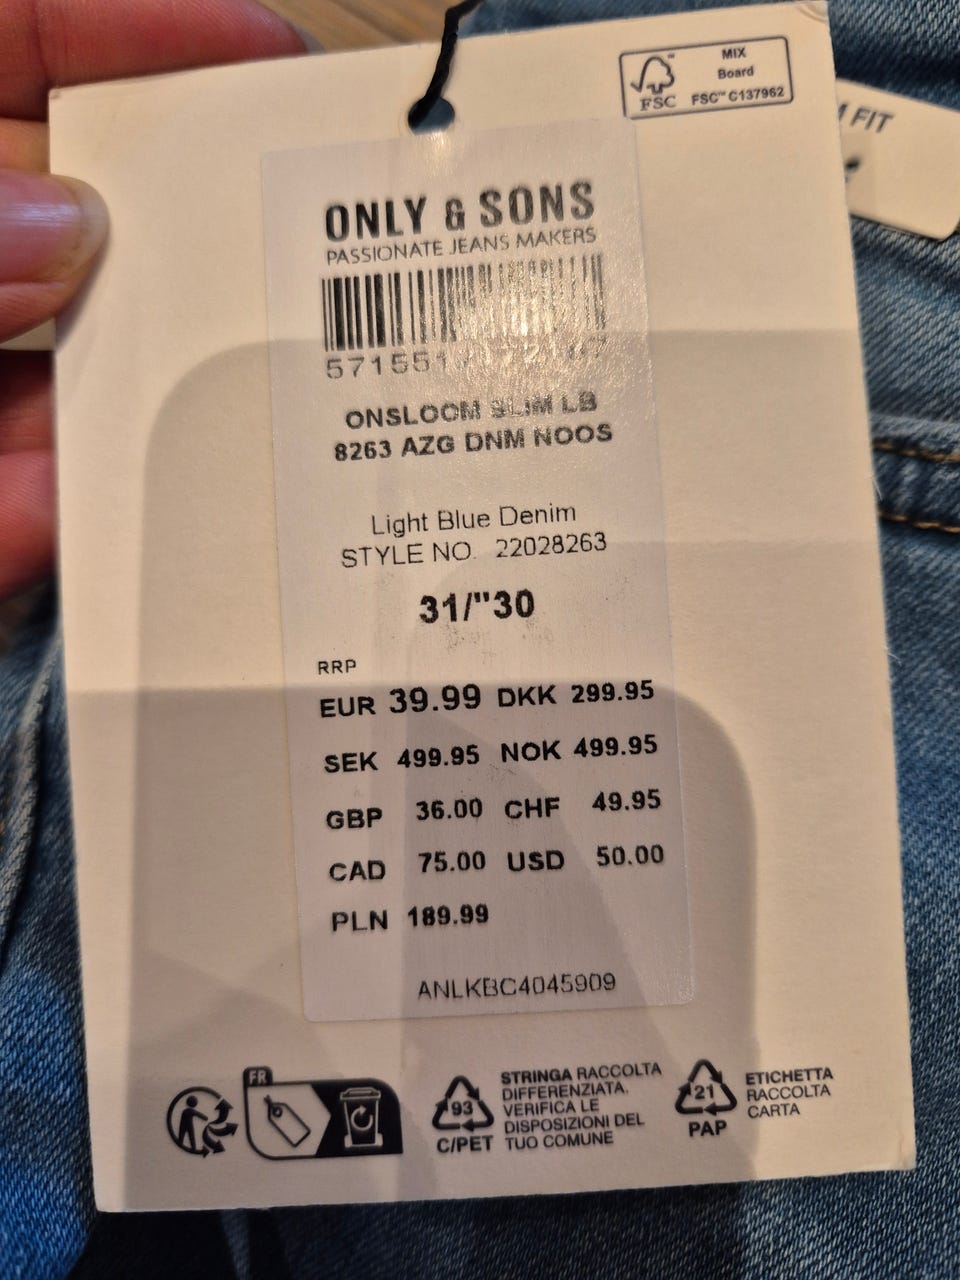 MIX
Board
FSC™ C137962
FSC
FIT
ONLY & SONS
PASSIONATE JEANS MAKERS
ONSLOOM SLIM LB
8263 AZG DNM NOOS
Light Blue Denim
STYLE NO. 22028263
31/"30
RRP
EUR 39.99 DKK 299.95
SEK 499.95 NOK 499.95
GBP 36.00 CHF 49.95
CAD 75.00 USD 50.00
PLN 189.99
ANLKBC4045909
FR
93
C/PET
STRINGA RACCOLTA
DIFFERENZIATA.
VERIFICA LE
DISPOSIZIONI DEL
TUO COMUNE
21
PAP
ETICHETTA
RACCOLTA
CARTA